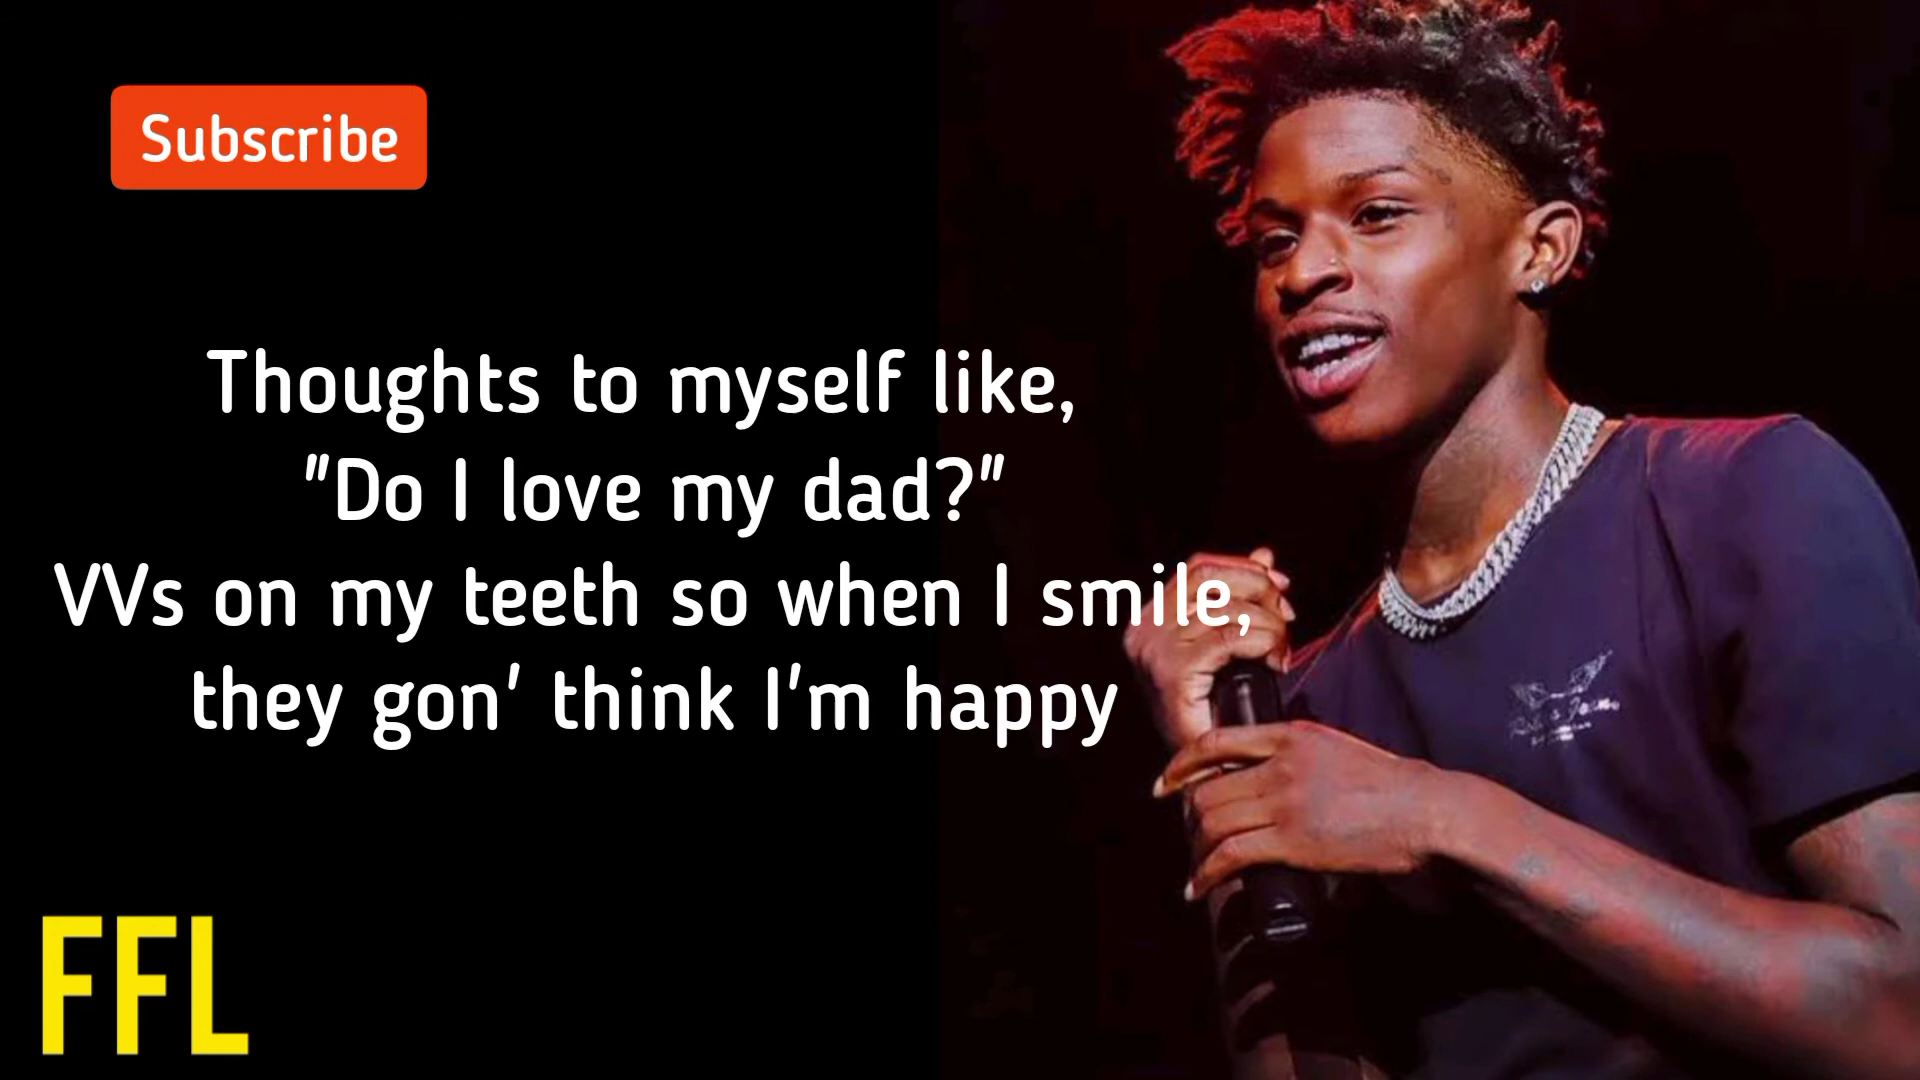 Subscribe
Thoughts to myself like,
"Do I love my dad?"
VVs on my teeth so when I smile,
they gon' think I'm happy
FFL